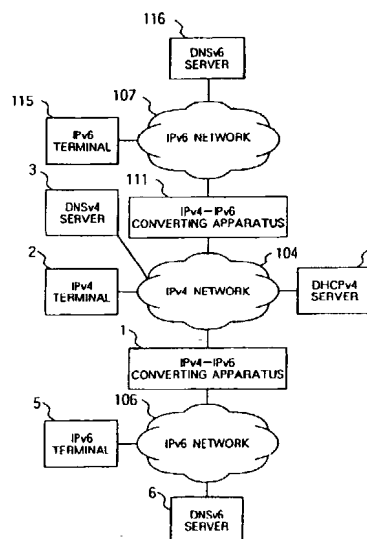 116
DNSv6
SERVER
115
107
IPv6
TERMINAL
IPv6 NETWORK
3
111
DNSv4
SERVER
IPv4-IPv6
CONVERTING APPARATUS
2
104
IPv4
TERMINAL
IPv4 NETWORK
DHCPv4
SERVER
1
IPv4-IPv6
CONVERTING APPARATUS
5
106
IPv6
TERMINAL
IPv6 NETWORK
6
DNSv6
SERVER